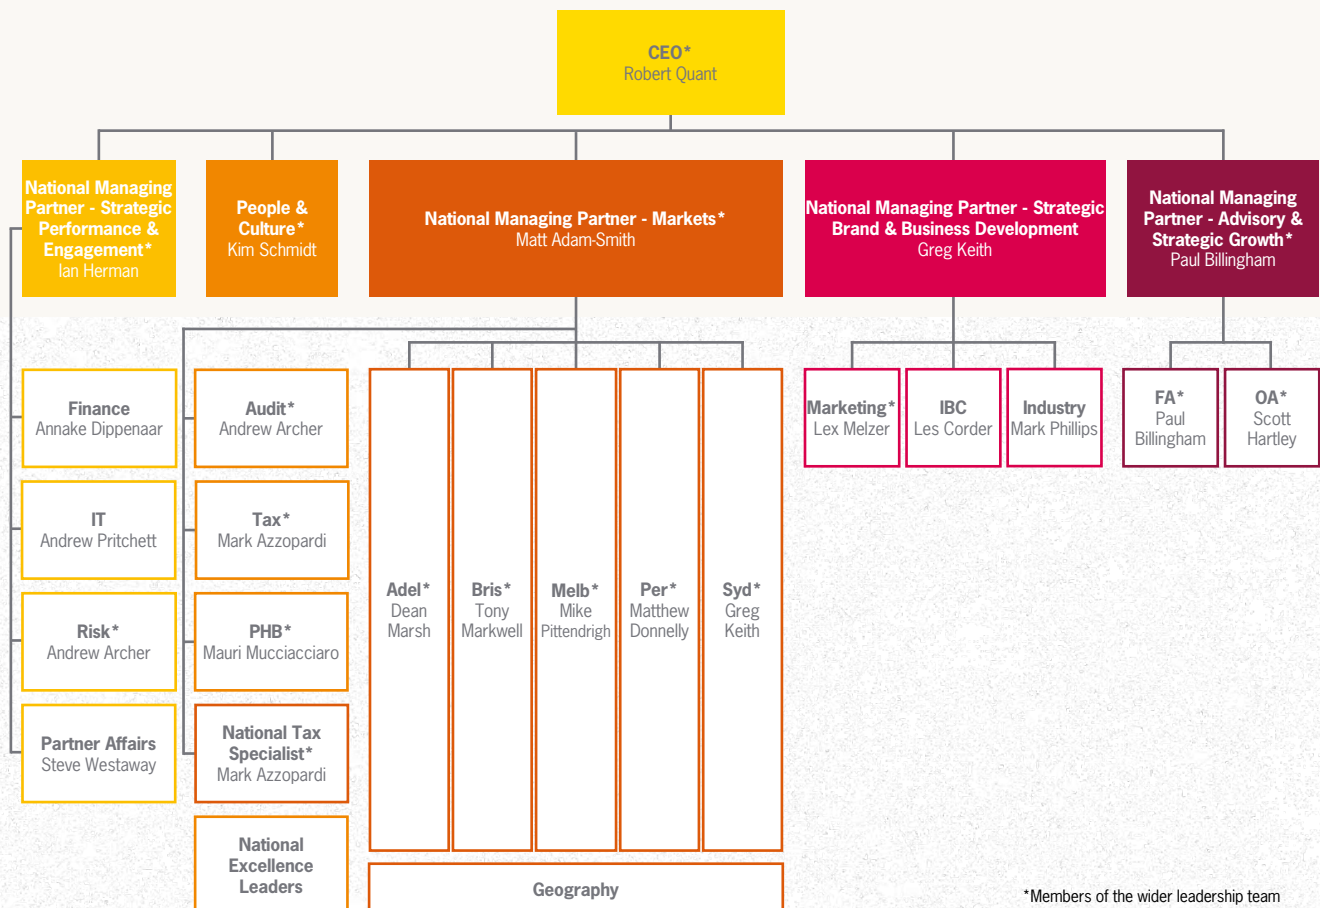 CEO*
Robert Quant
National Managing
Partner - Strategic
Performance &
Engagement*
Ian Herman
People &
Culture*
Kim Schmidt
National Managing Partner - Markets*
Matt Adam-Smith
National Managing Partner - Strategic
Brand & Business Development
Greg Keith
National Managing
Partner - Advisory &
Strategic Growth*
Paul Billingham
Finance
Annake Dippenaar
IT
Andrew Pritchett
Risk*
Andrew Archer
Partner Affairs
Steve Westaway
Audit*
Andrew Archer
Tax*
Mark Azzopardi
PHB*
Mauri Mucciacciaro
National Tax
Specialist*
Mark Azzopardi
National
Excellence
Leaders
Adel*
Dean
Marsh
Bris*
Tony
Markwell
Melb*
Mike
Pittendrigh
Per*
Matthew
Donnelly
Syd*
Greg
Keith
Geography
Marketing*
Lex Melzer
IBC
Les Corder
Industry
Mark Phillips
FA*
Paul
Billingham
OA*
Scott
Hartley
*Members of the wider leadership team